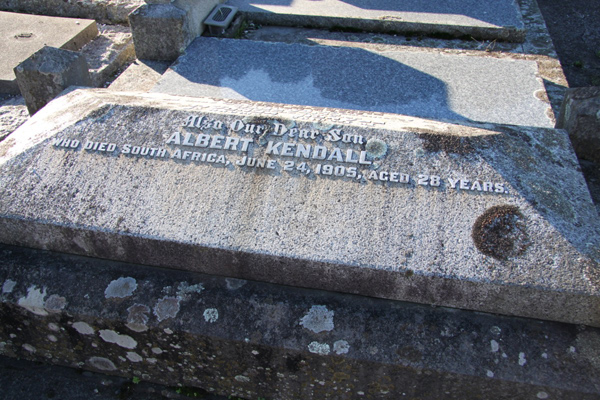 Also Our Dear Son
ALBERT KENDALL,
WHO DIED SOUTH AFRICA, JUNE 24, 1905, AGED 28 YEARS.